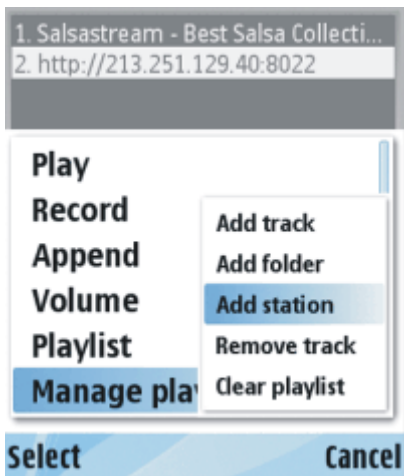 1. Salsastream - Best Salsa Collecti...
2. http://213.251.129.40:8022
Play
Record
Append
Volume
Playlist
Manage pla
Add track
Add folder
Add station
Remove track
Clear playlist
Select
Cancel